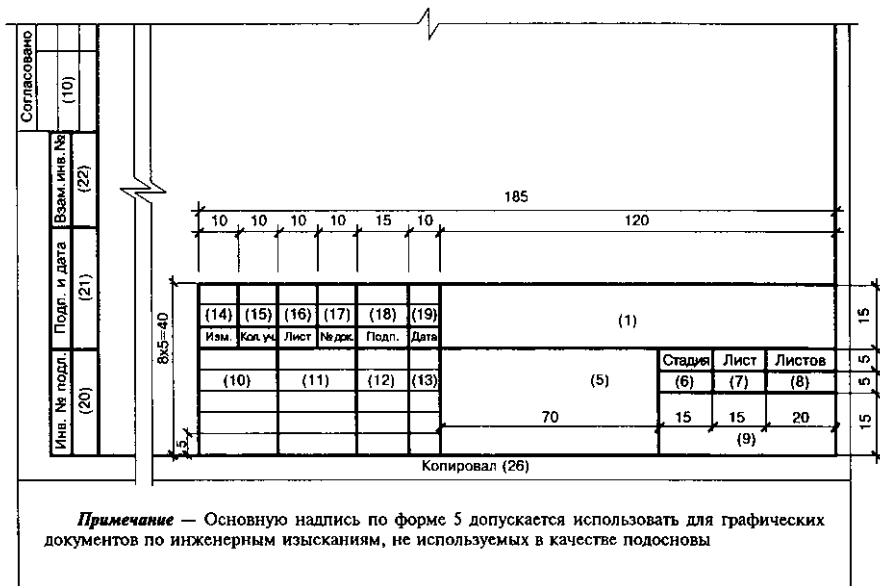 Согласовано
(10)
185
10 10 10 10 15 10 120
Взам. инв. №
(22)
Подп. и дата
(21)
Инв. № подл.
(20)
8x5=40
5
(14) (15) (16) (17) (18) (19)
Изм. Кол. уч. Лист № док. Подп. Дата
(1)
15
(10) (11) (12) (13)
(5)
Стадия Лист Листов
5
(6) (7) (8)
5
70
15 15 20
(9)
15
Копировал (26)
Примечание — Основную надпись по форме 5 допускается использовать для графических
документов по инженерным изысканиям, не используемых в качестве подосновы